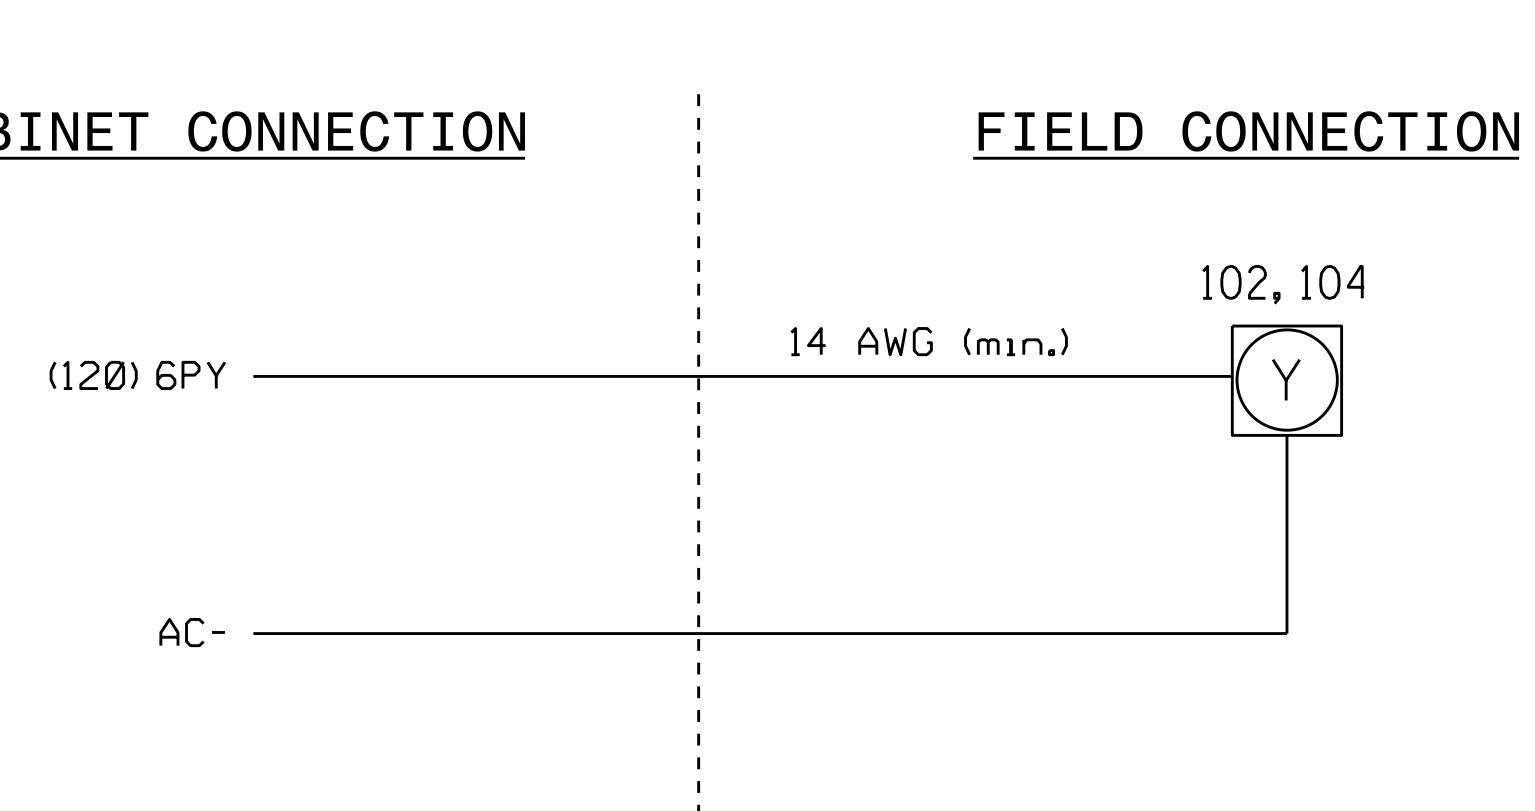 BINET CONNECTION
FIELD CONNECTION
102, 104
14 AWG (min.)
(120) 6PY
Y
AC-